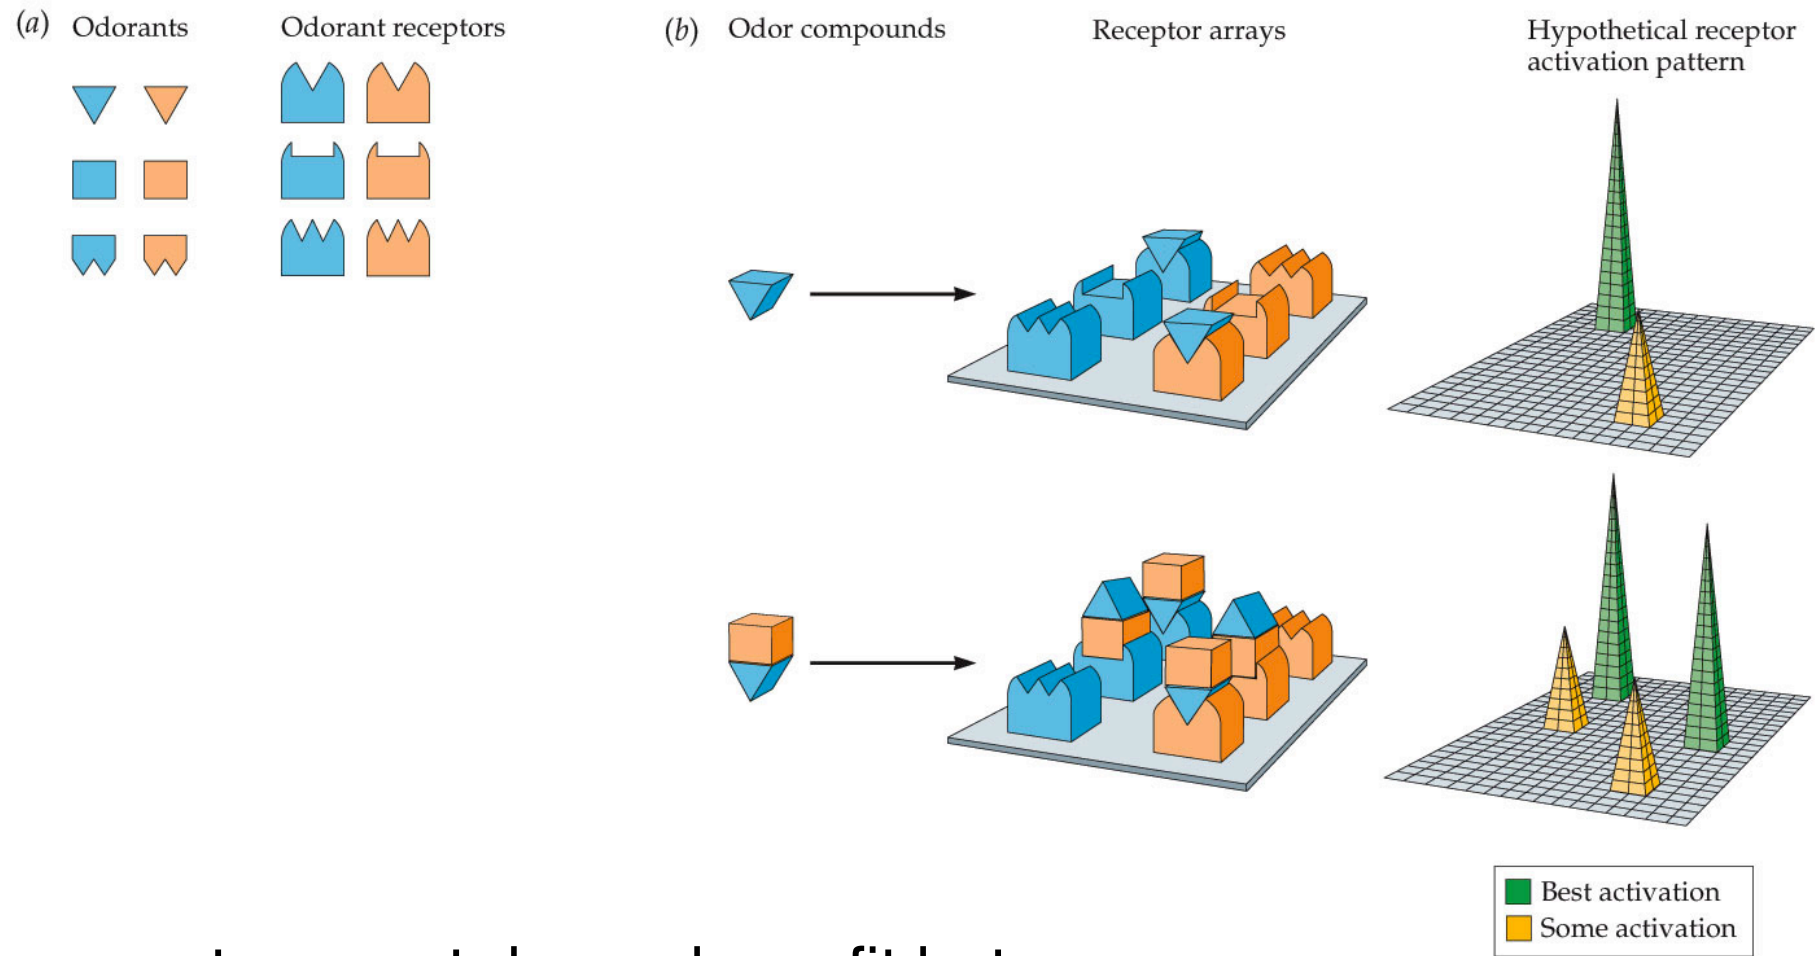 (a) Odorants Odorant receptors
(b) Odor compounds Receptor arrays Hypothetical receptor
activation pattern
Best activation
Some activation